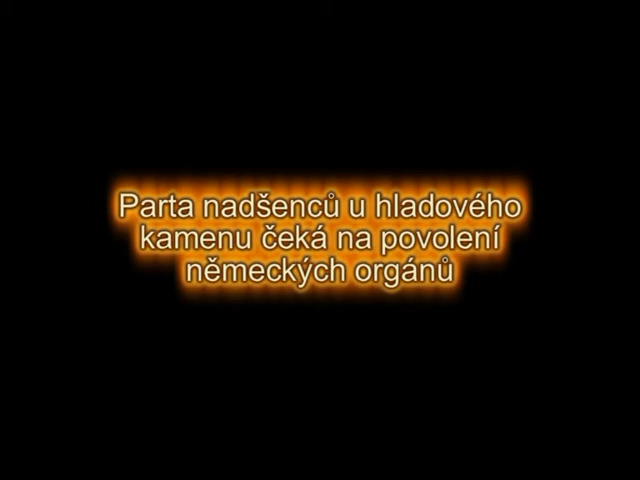 Parta nadšenců u hladového
kamenu čeká na povolení
německých orgánů